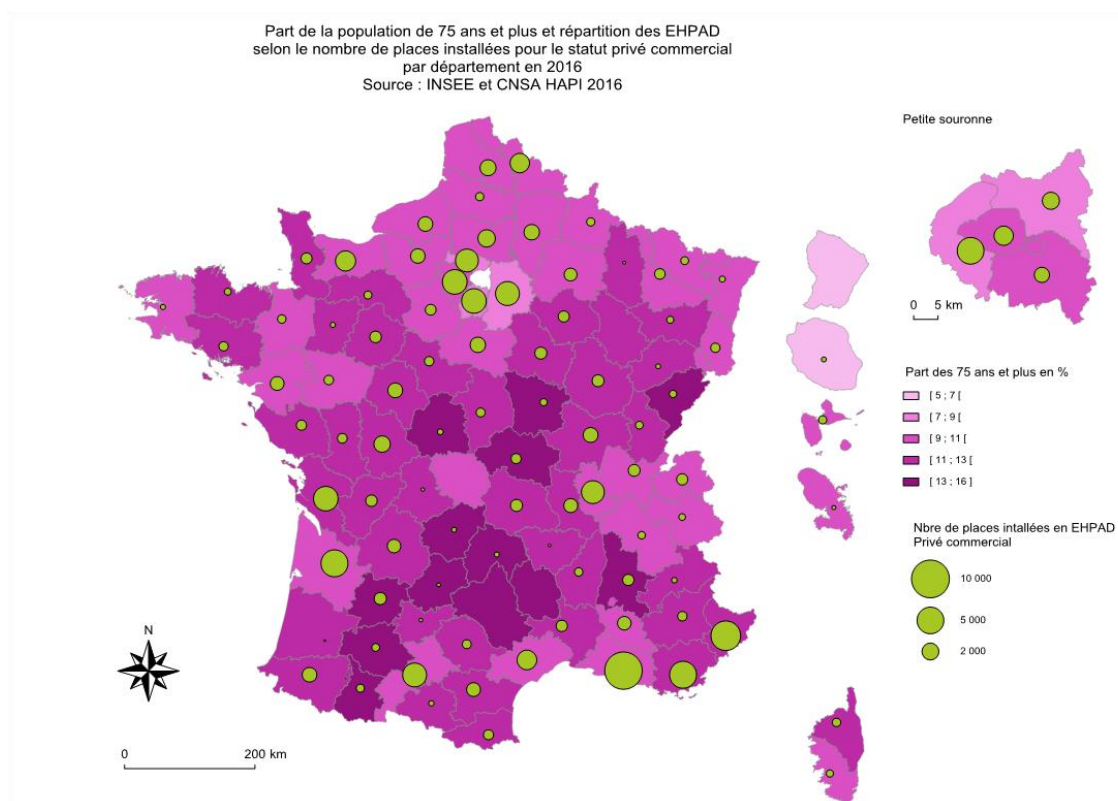 Part de la population de 75 ans et plus et répartition des EHPAD
selon le nombre de places installées pour le statut privé commercial
par département en 2016
Source : INSEE et CNSA HAPI 2016
Petite souronne
0 5 km
Part des 75 ans et plus en %
[ 5 ; 7 [
[ 7 ; 9 [
[ 9 ; 11 [
[ 11 ; 13 [
[ 13 ; 16 ]
Nbre de places intallées en EHPAD
Privé commercial
10 000
5 000
2 000
N
0 200 km